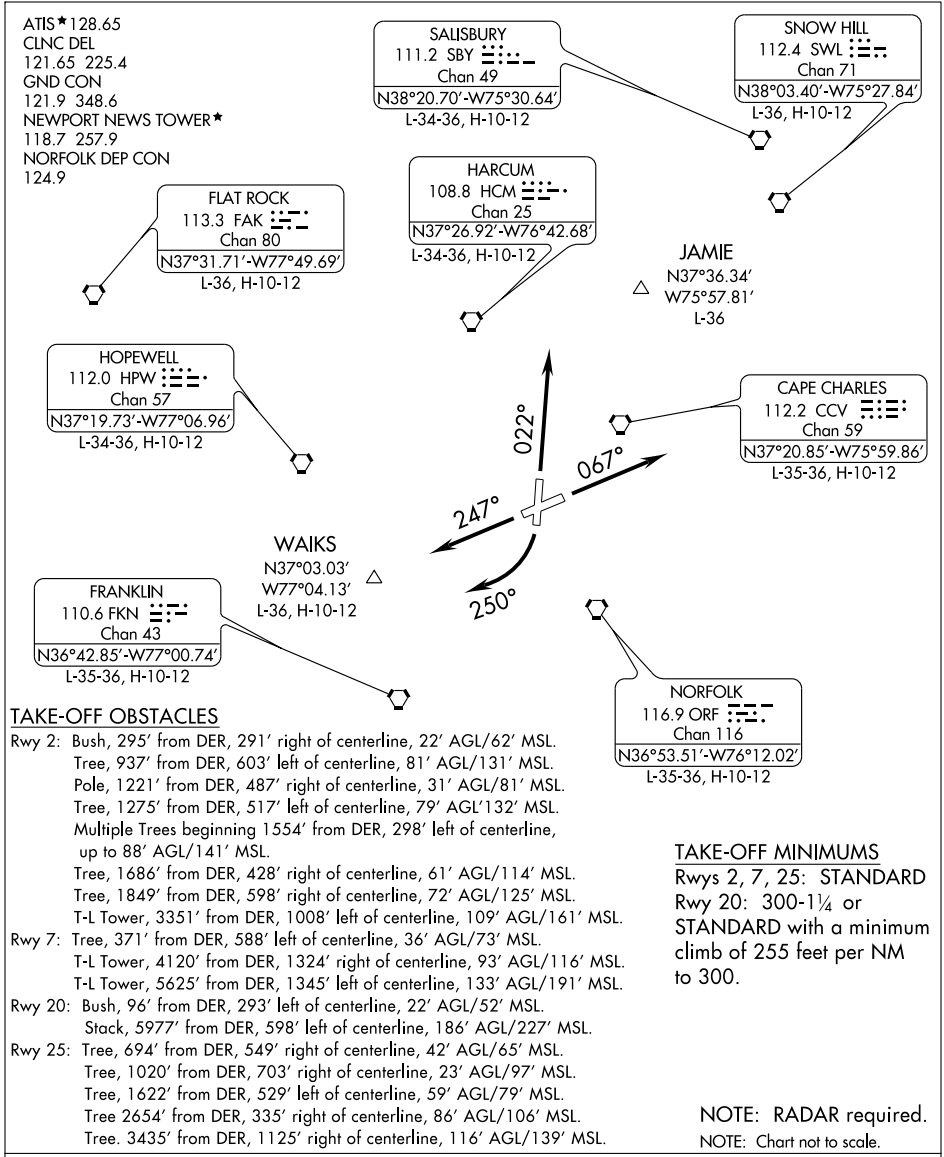 ATIS★128.65
CLNC DEL
121.65 225.4
GND CON
121.9 348.6
NEWPORT NEWS TOWER★
118.7 257.9
NORFOLK DEP CON
124.9
SALISBURY
111.2 SBY
Chan 49
N38°20.70'-W75°30.64'
L-34-36, H-10-12
SNOW HILL
112.4 SWL
Chan 71
N38°03.40'-W75°27.84'
L-36, H-10-12
HARCUM
108.8 HCM
Chan 25
N37°26.92'-W76°42.68'
L-34-36, H-10-12
FLAT ROCK
113.3 FAK
Chan 80
N37°31.71'-W77°49.69'
L-36, H-10-12
JAMIE
N37°36.34'
W75°57.81'
L-36
HOPEWELL
112.0 HPW
Chan 57
N37°19.73'-W77°06.96'
L-34-36, H-10-12
CAPE CHARLES
112.2 CCV
Chan 59
N37°20.85'-W75°59.86'
L-35-36, H-10-12
022°
067°
247°
250°
WAIKS
N37°03.03'
W77°04.13'
L-36, H-10-12
FRANKLIN
110.6 FKN
Chan 43
N36°42.85'-W77°00.74'
L-35-36, H-10-12
NORFOLK
116.9 ORF
Chan 116
N36°53.51'-W76°12.02'
L-35-36, H-10-12
TAKE-OFF OBSTACLES
Rwy 2: Bush, 295' from DER, 291' right of centerline, 22' AGL/62' MSL.
Tree, 937' from DER, 603' left of centerline, 81' AGL/131' MSL.
Pole, 1221' from DER, 487' right of centerline, 31' AGL/81' MSL.
Tree, 1275' from DER, 517' left of centerline, 79' AGL'132' MSL.
Multiple Trees beginning 1554' from DER, 298' left of centerline,
up to 88' AGL/141' MSL.
Tree, 1686' from DER, 428' right of centerline, 61' AGL/114' MSL.
Tree, 1849' from DER, 598' right of centerline, 72' AGL/125' MSL.
T-L Tower, 3351' from DER, 1008' left of centerline, 109' AGL/161' MSL.
Rwy 7: Tree, 371' from DER, 588' left of centerline, 36' AGL/73' MSL.
T-L Tower, 4120' from DER, 1324' right of centerline, 93' AGL/116' MSL.
T-L Tower, 5625' from DER, 1345' left of centerline, 133' AGL/191' MSL.
Rwy 20: Bush, 96' from DER, 293' left of centerline, 22' AGL/52' MSL.
Stack, 5977' from DER, 598' left of centerline, 186' AGL/227' MSL.
Rwy 25: Tree, 694' from DER, 549' right of centerline, 42' AGL/65' MSL.
Tree, 1020' from DER, 703' right of centerline, 23' AGL/97' MSL.
Tree, 1622' from DER, 529' left of centerline, 59' AGL/79' MSL.
Tree 2654' from DER, 335' right of centerline, 86' AGL/106' MSL.
Tree. 3435' from DER, 1125' right of centerline, 116' AGL/139' MSL.
TAKE-OFF MINIMUMS
Rwys 2, 7, 25: STANDARD
Rwy 20: 300-1¼ or
STANDARD with a minimum
climb of 255 feet per NM
to 300.
NOTE: RADAR required.
NOTE: Chart not to scale.